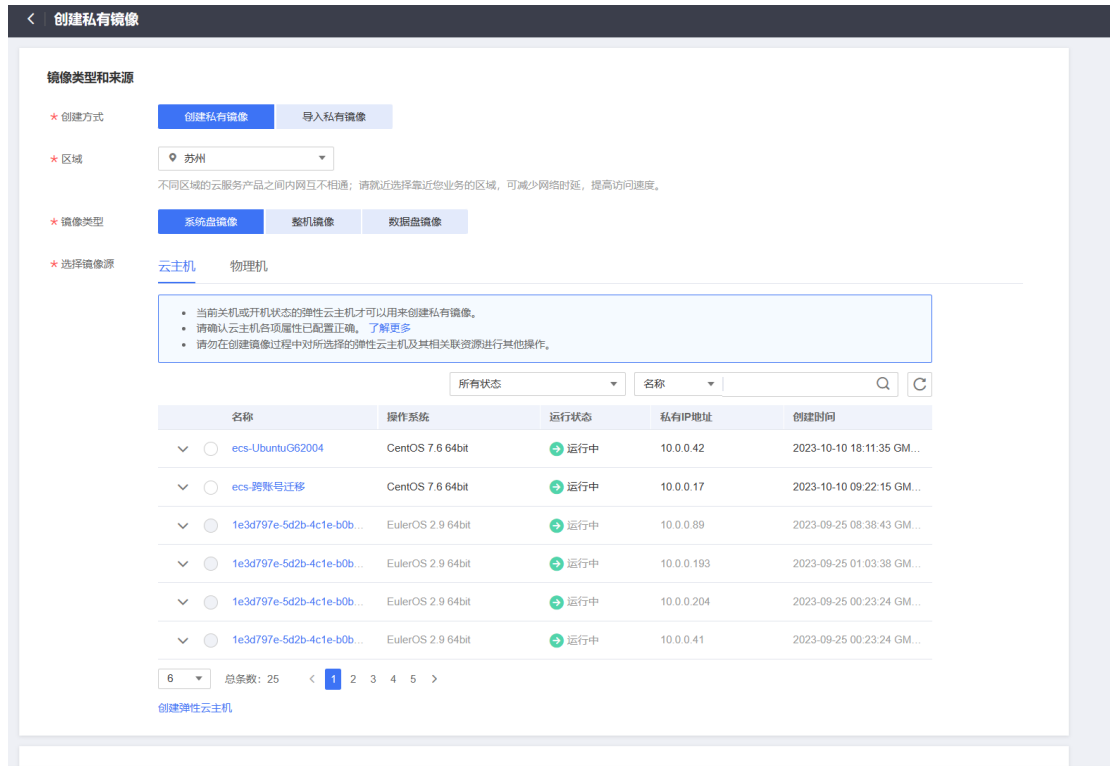 创建私有镜像
镜像类型和来源
★ 创建方式 创建私有镜像 导入私有镜像
★ 区域 苏州
不同区域的云服务产品之间内网互不相通；请就近选择靠近您业务的区域，可减少网络时延，提高访问速度。
★ 镜像类型 系统盘镜像 整机镜像 数据盘镜像
★ 选择镜像源 云主机 物理机
• 当前关机或开机状态的弹性云主机才可以用来创建私有镜像。
• 请确认云主机各项属性已配置正确。 了解更多
• 请勿在创建镜像过程中对所选择的弹性云主机及其相关联资源进行其他操作。
所有状态 名称
名称 操作系统 运行状态 私有IP地址 创建时间
ecs-UbuntuG62004 CentOS 7.6 64bit 运行中 10.0.0.42 2023-10-10 18:11:35 GM...
ecs-跨账号迁移 CentOS 7.6 64bit 运行中 10.0.0.17 2023-10-10 09:22:15 GM...
1e3d797e-5d2b-4c1e-b0b... EulerOS 2.9 64bit 运行中 10.0.0.89 2023-09-25 08:38:43 GM...
1e3d797e-5d2b-4c1e-b0b... EulerOS 2.9 64bit 运行中 10.0.0.193 2023-09-25 01:03:38 GM...
1e3d797e-5d2b-4c1e-b0b... EulerOS 2.9 64bit 运行中 10.0.0.204 2023-09-25 00:23:24 GM...
1e3d797e-5d2b-4c1e-b0b... EulerOS 2.9 64bit 运行中 10.0.0.41 2023-09-25 00:23:24 GM...
6 总条数：25 < 1 2 3 4 5 >
创建弹性云主机